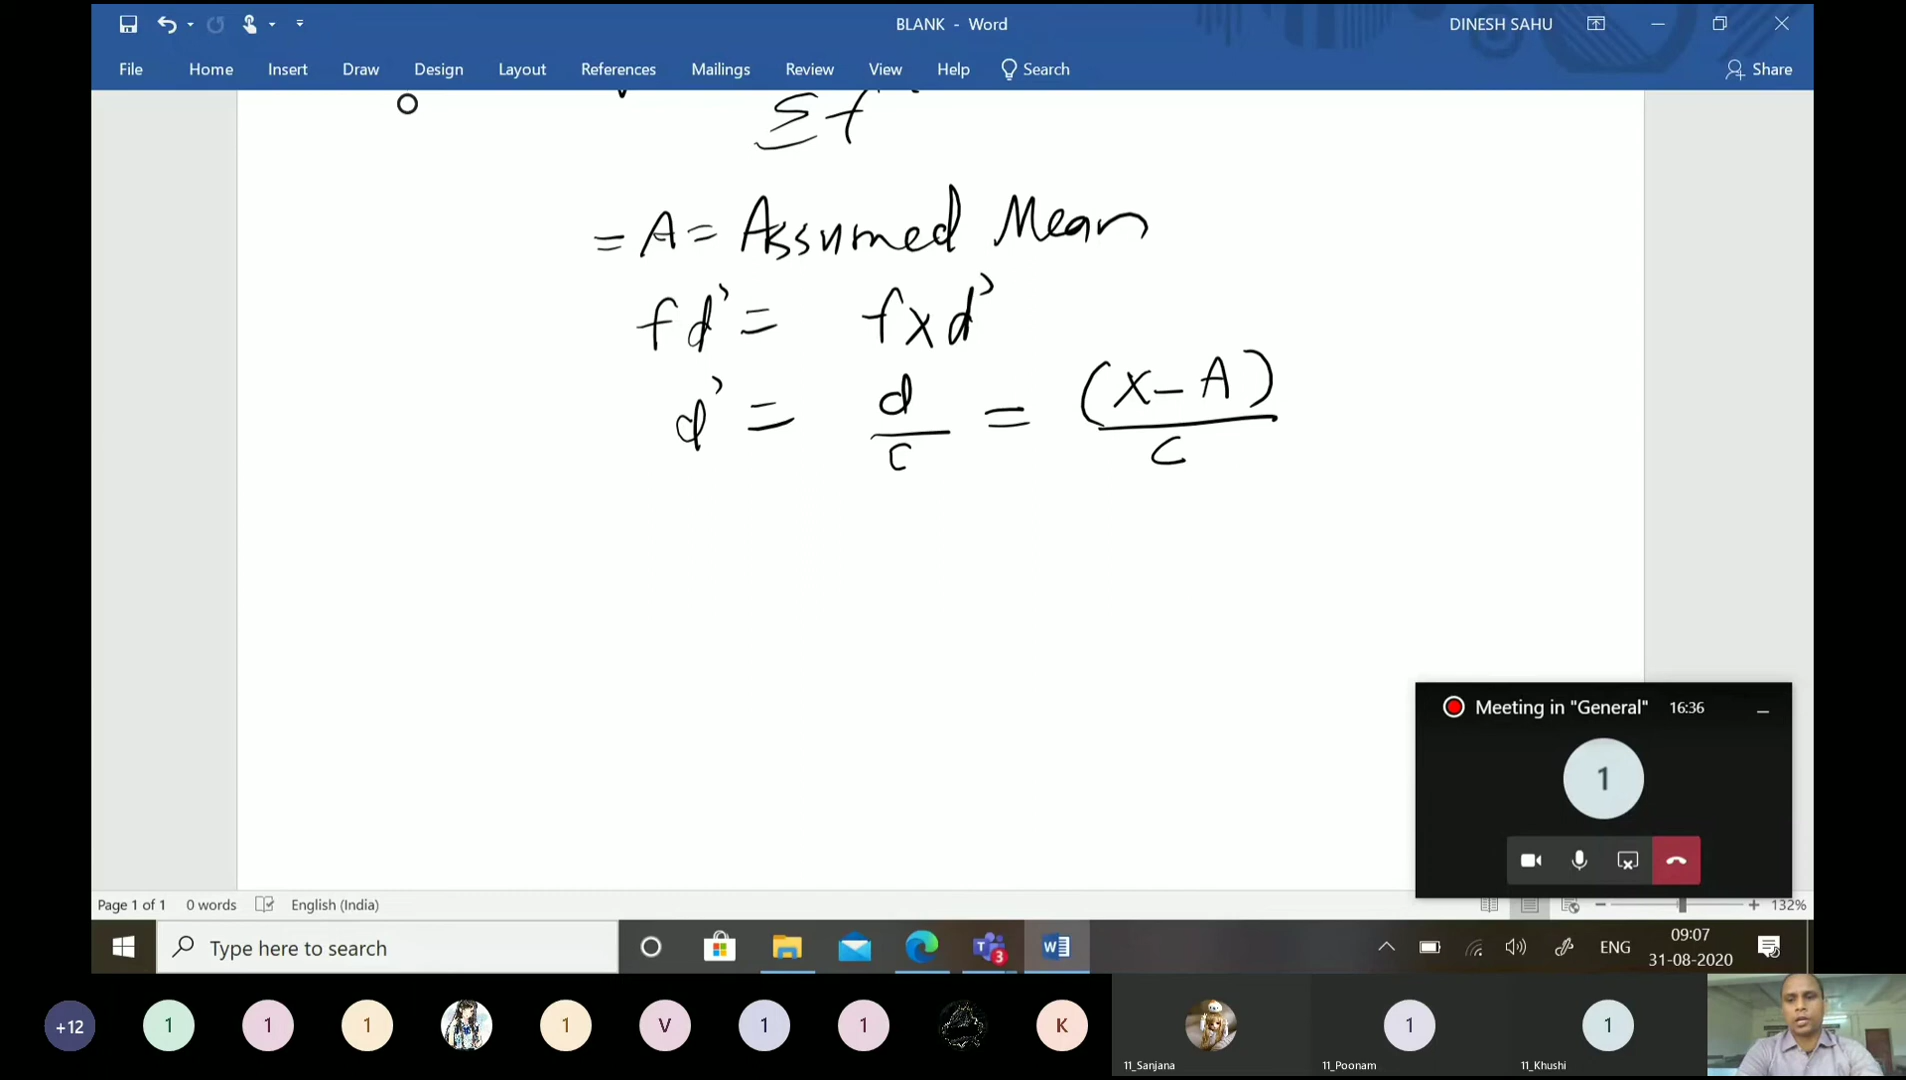 BLANK - Word
DINESH SAHU
File Home Insert Draw Design Layout References Mailings Review View Help Search Share
Σf
= A = Assumed Mean
fd' = f x d'
d' = d/c = (X - A)/c
Meeting in "General" 16:36
1
Page 1 of 1 0 words English (India) 132%
Type here to search
3
ENG
09:07
31-08-2020
+12 1 1 1 1 V 1 1 K 1 1
11_Sanjana 11_Poonam 11_Khushi